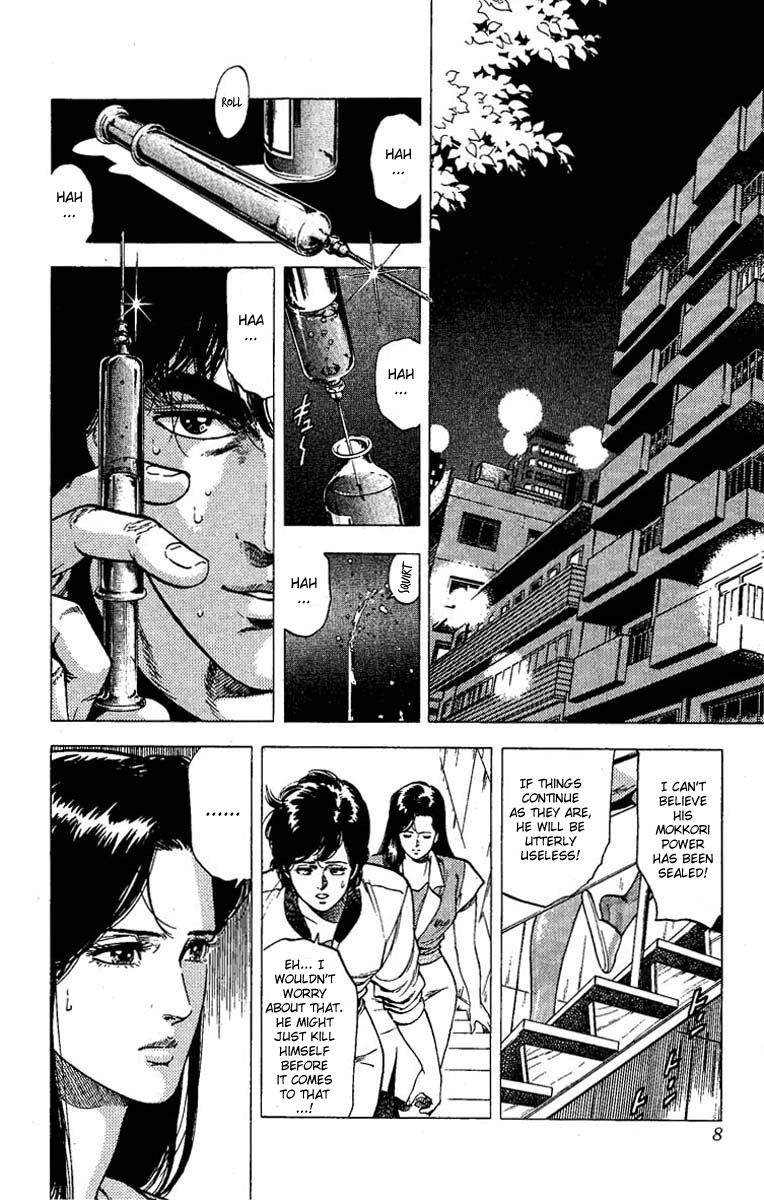 ROLL
HAH
...
HAH
...
HAH
...
キュ〜
HAA
...
SQUIRT
HAH
...
I CAN'T
BELIEVE
HIS
MOKKORI
POWER
HAS BEEN
SEALED!
IF THINGS
CONTINUE
AS THEY ARE,
HE WILL BE
UTTERLY
USELESS!
EH... I
WOULDN'T
WORRY
ABOUT THAT.
HE MIGHT
JUST KILL
HIMSELF
BEFORE
IT COMES
TO THAT
...!
......
8